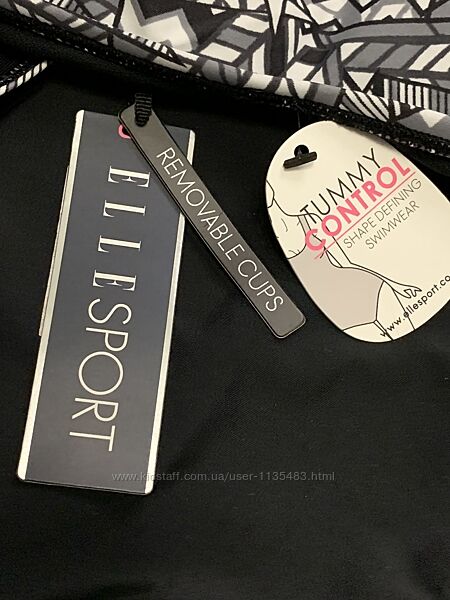 ELLE SPORT
REMOVABLE CUPS
TUMMY
CONTROL
SHAPE DEFINING
SWIMWEAR
www.ellesport.co
www.kidstaff.com.ua/user-1135483.html